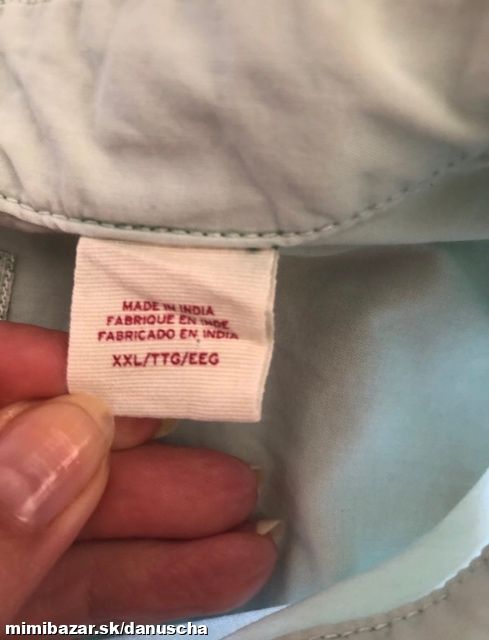 MADE IN INDIA
FABRIQUE EN INDE
FABRICADO EN INDIA
XXL/TTG/EEG
mimibazar.sk/danuscha